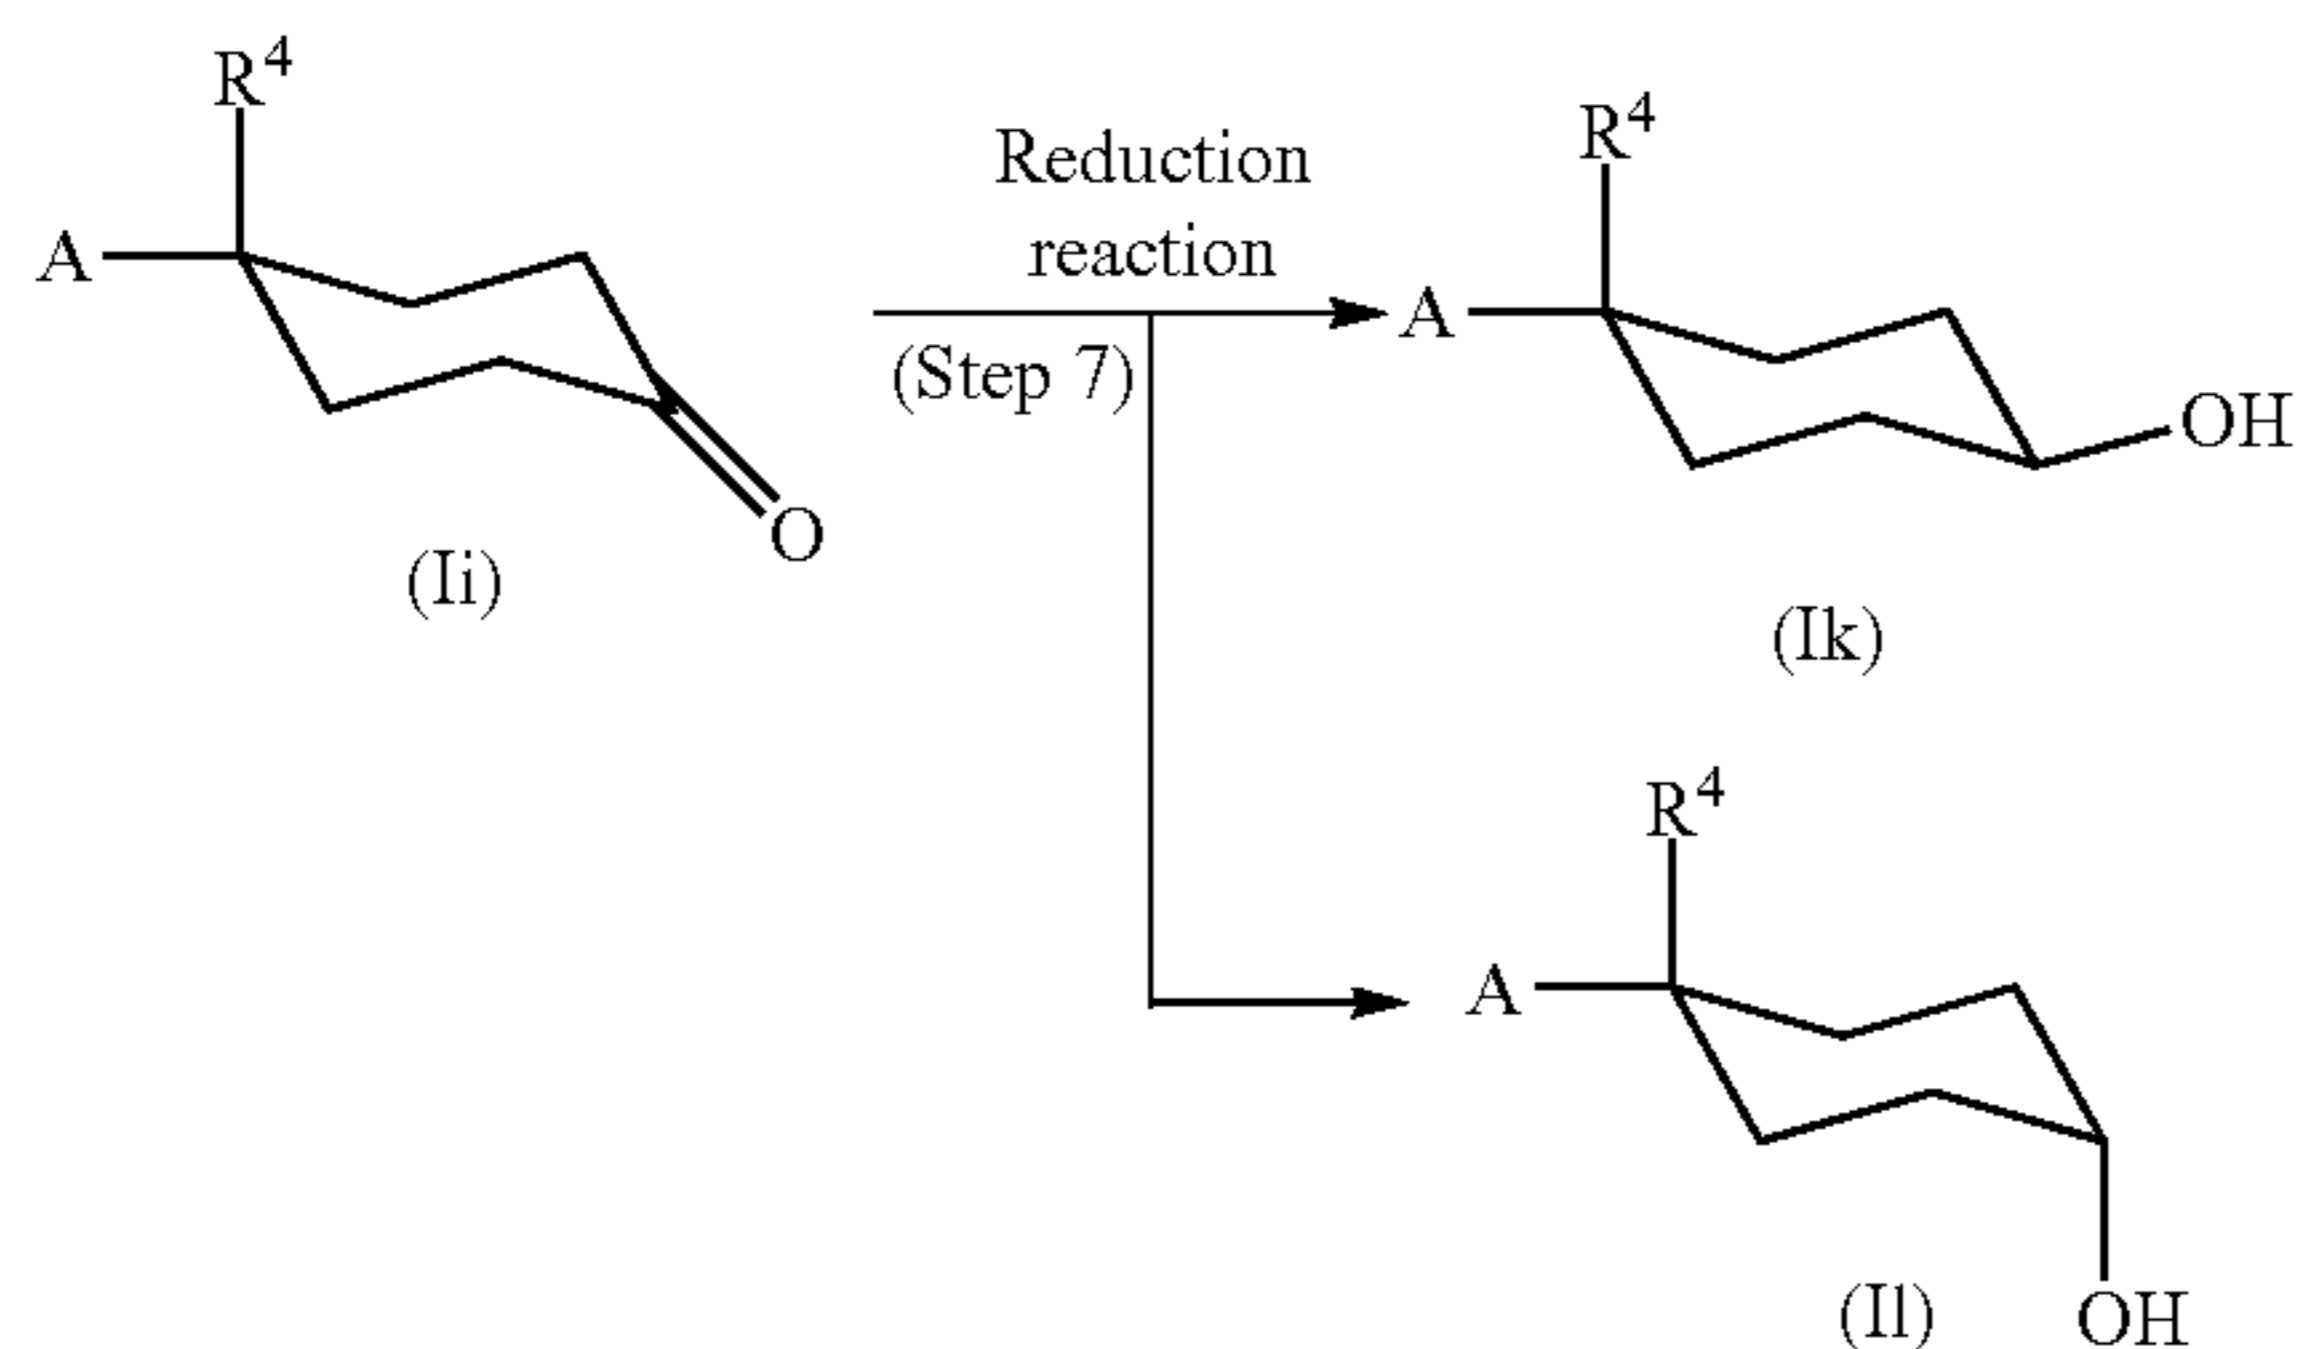 R⁴
A
O
(Ii)
Reduction
reaction
(Step 7)
R⁴
A
OH
(Ik)
R⁴
A
OH
(Il)